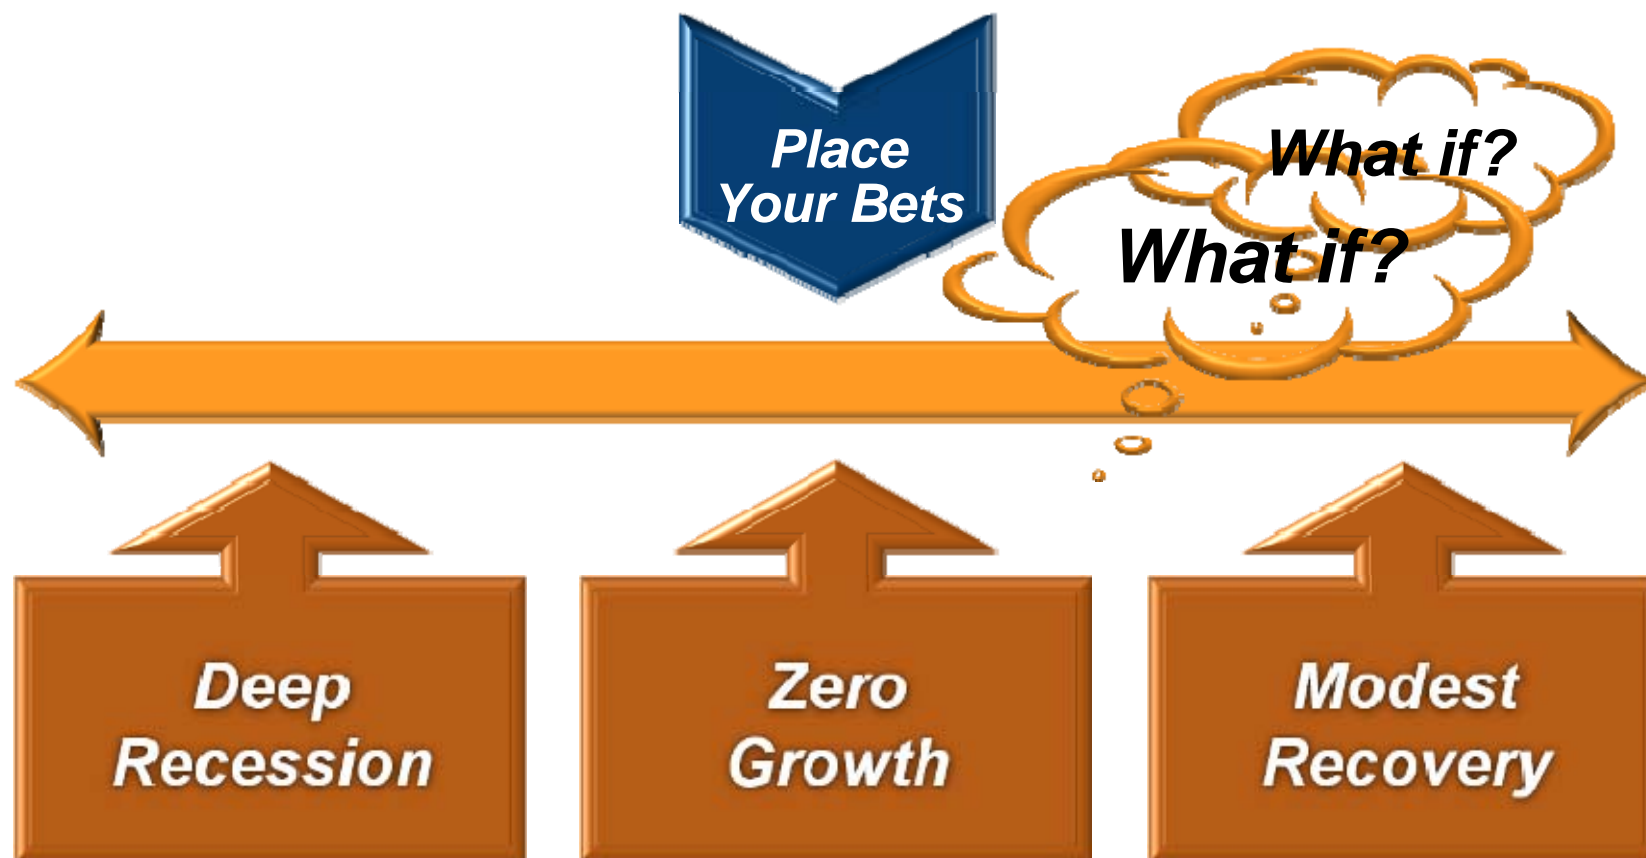 Place
Your Bets
What if?
What if?
Deep
Recession
Zero
Growth
Modest
Recovery